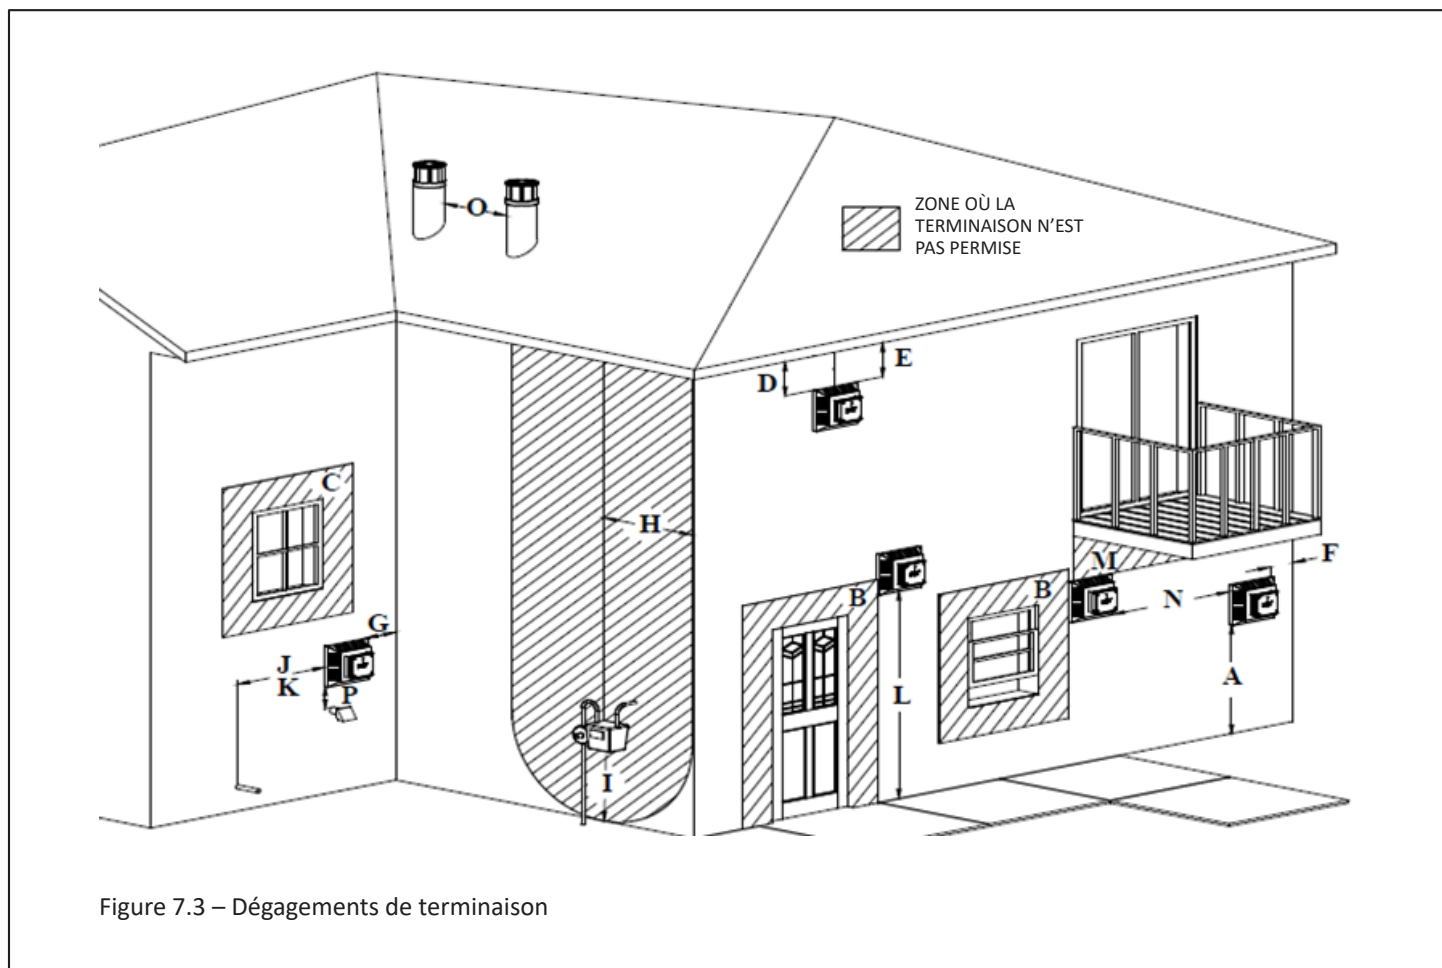 O
ZONE OÙ LA
TERMINAISON N’EST
PAS PERMISE
D
E
C
H
B
B
M
F
N
G
J
K
P
L
A
I
Figure 7.3 – Dégagements de terminaison